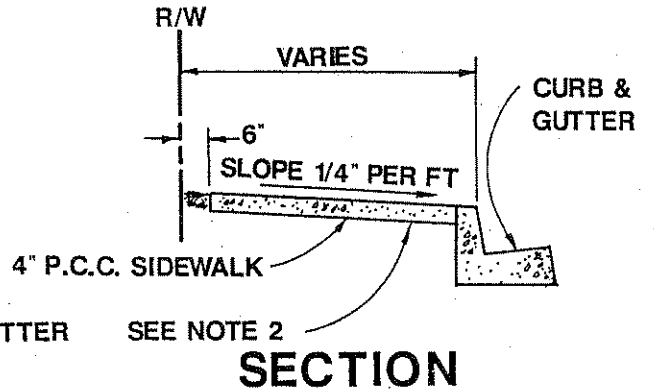 R/W
VARIES
CURB &
GUTTER
6"
SLOPE 1/4" PER FT
4" P.C.C. SIDEWALK
TTER
SEE NOTE 2
SECTION